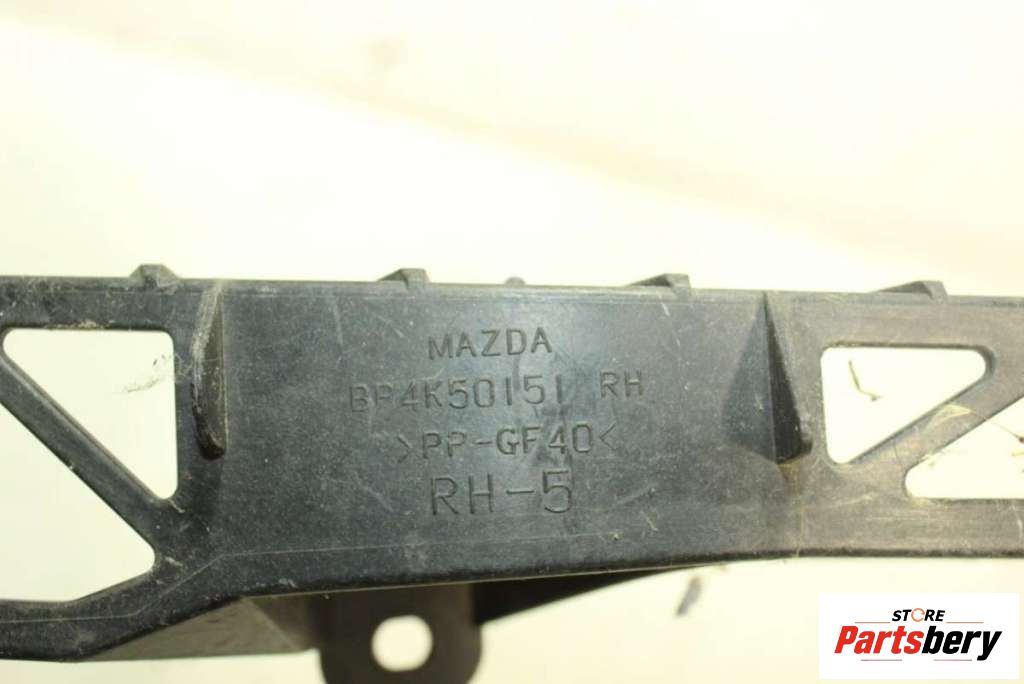 MAZDA
BP4K50151 RH
>PP-GF40<
RH-5
STORE
Partsbery